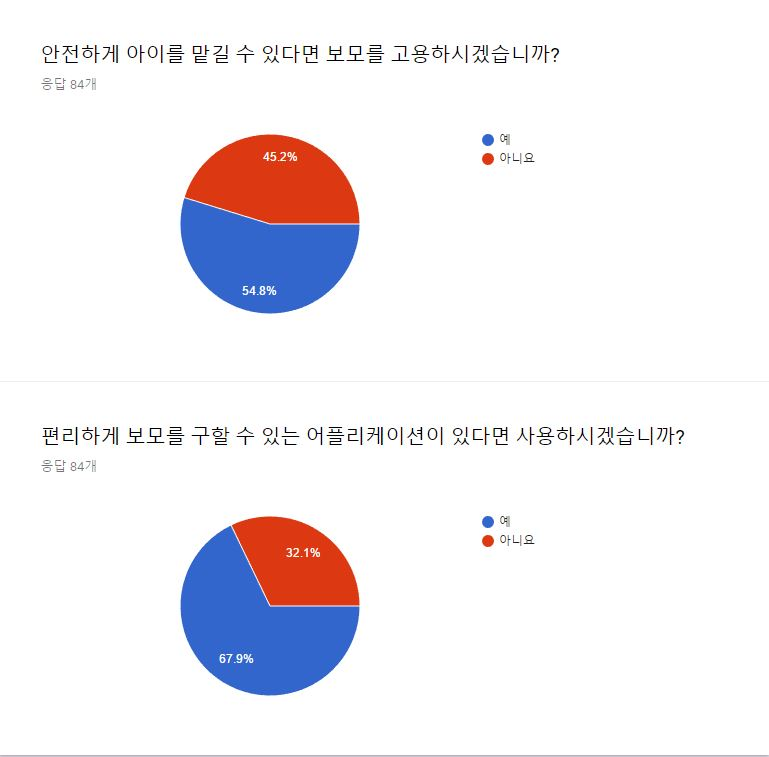 안전하게 아이를 맡길 수 있다면 보모를 고용하시겠습니까?
응답 84개
예
아니요
45.2%
54.8%
편리하게 보모를 구할 수 있는 어플리케이션이 있다면 사용하시겠습니까?
응답 84개
예
아니요
32.1%
67.9%